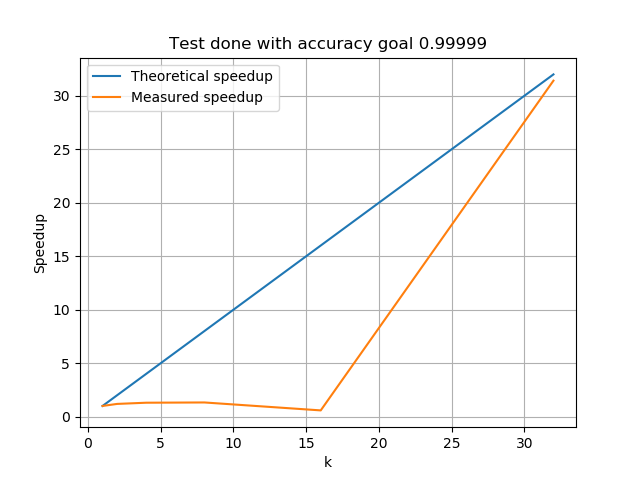 Test done with accuracy goal 0.99999
Theoretical speedup
Measured speedup
30
25
20
15
10
5
0
Speedup
0 5 10 15 20 25 30
k